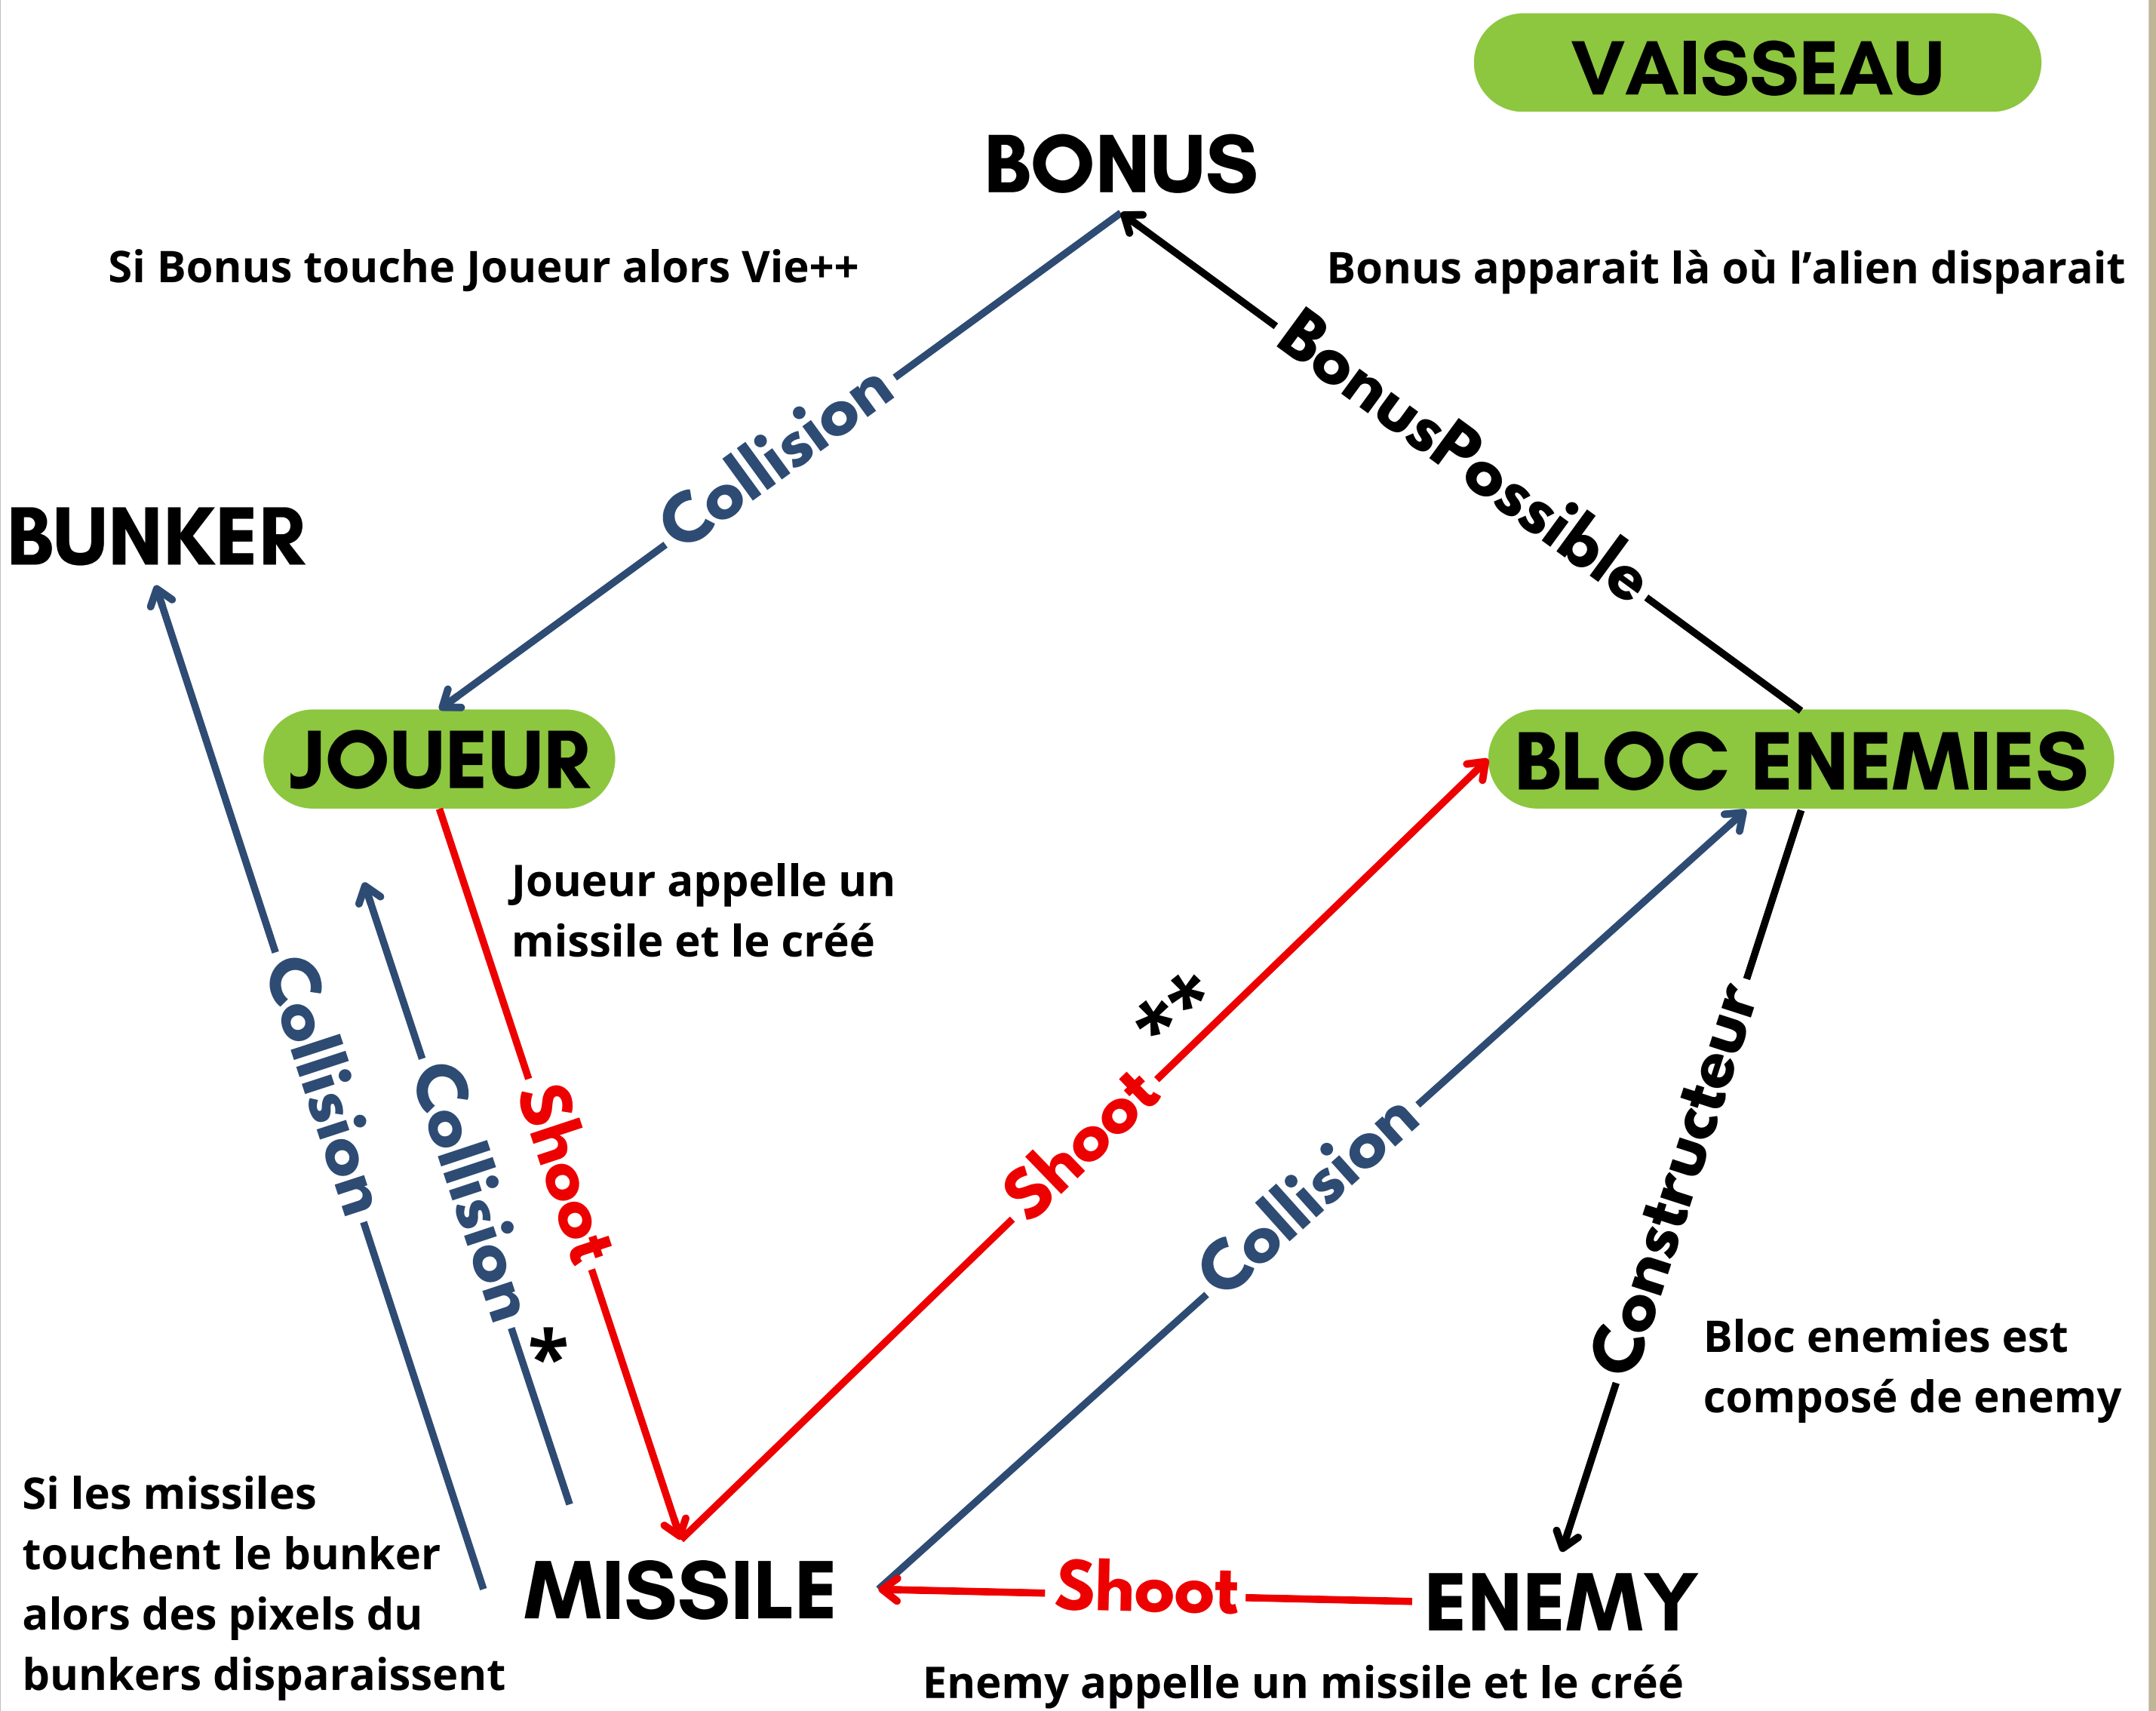 VAISSEAU
BONUS
Si Bonus touche Joueur alors Vie++
Bonus apparait là où l'alien disparait
Collision
BonusPossible
BUNKER
JOUEUR
BLOC ENEMIES
Joueur appelle un
missile et le créé
Collision
Collision
*
Shoot
Shoot
**
Collision
Constructeur
Bloc enemies est
composé de enemy
Si les missiles
touchent le bunker
alors des pixels du
bunkers disparaissent
MISSILE
Shoot
ENEMY
Enemy appelle un missile et le créé